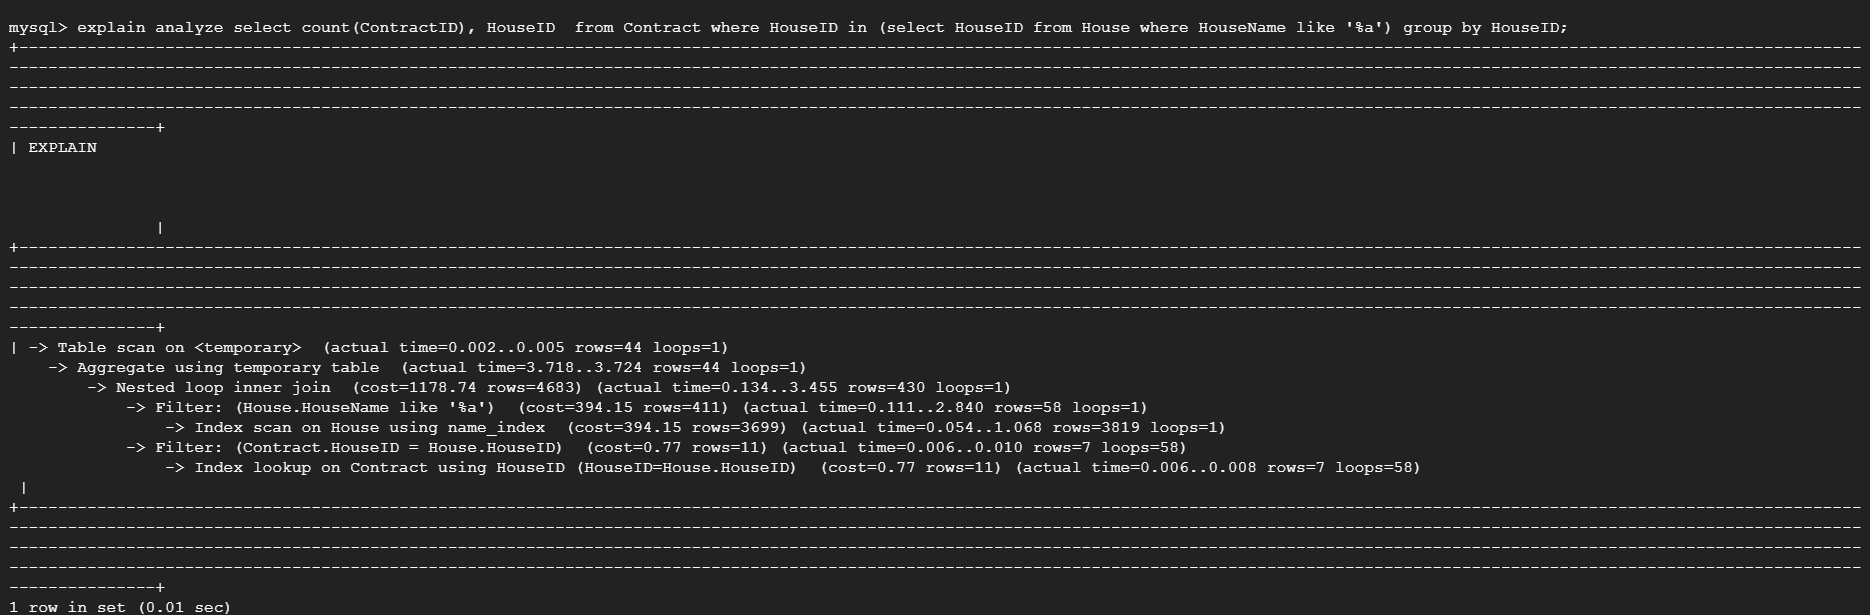 mysql> explain analyze select count(ContractID), HouseID  from Contract where HouseID in (select HouseID from House where HouseName like '%a') group by HouseID;
+-----------------------------------------------------------------------------------------------------------------------------------------------------------------------------------------------
-----------------------------------------------------------------------------------------------------------------------------------------------------------------------------------------------
-----------------------------------------------------------------------------------------------------------------------------------------------------------------------------------------------
-----------------------------------------------------------------------------------------------------------------------------------------------------------------------------------------------
---------------+
| EXPLAIN
|
+-----------------------------------------------------------------------------------------------------------------------------------------------------------------------------------------------
-----------------------------------------------------------------------------------------------------------------------------------------------------------------------------------------------
-----------------------------------------------------------------------------------------------------------------------------------------------------------------------------------------------
-----------------------------------------------------------------------------------------------------------------------------------------------------------------------------------------------
---------------+
| -> Table scan on <temporary>  (actual time=0.002..0.005 rows=44 loops=1)
    -> Aggregate using temporary table  (actual time=3.718..3.724 rows=44 loops=1)
        -> Nested loop inner join  (cost=1178.74 rows=4683) (actual time=0.134..3.455 rows=430 loops=1)
            -> Filter: (House.HouseName like '%a')  (cost=394.15 rows=411) (actual time=0.111..2.840 rows=58 loops=1)
                -> Index scan on House using name_index  (cost=394.15 rows=3699) (actual time=0.054..1.068 rows=3819 loops=1)
            -> Filter: (Contract.HouseID = House.HouseID)  (cost=0.77 rows=11) (actual time=0.006..0.010 rows=7 loops=58)
                -> Index lookup on Contract using HouseID (HouseID=House.HouseID)  (cost=0.77 rows=11) (actual time=0.006..0.008 rows=7 loops=58)
 |
+-----------------------------------------------------------------------------------------------------------------------------------------------------------------------------------------------
-----------------------------------------------------------------------------------------------------------------------------------------------------------------------------------------------
-----------------------------------------------------------------------------------------------------------------------------------------------------------------------------------------------
-----------------------------------------------------------------------------------------------------------------------------------------------------------------------------------------------
---------------+
1 row in set (0.01 sec)